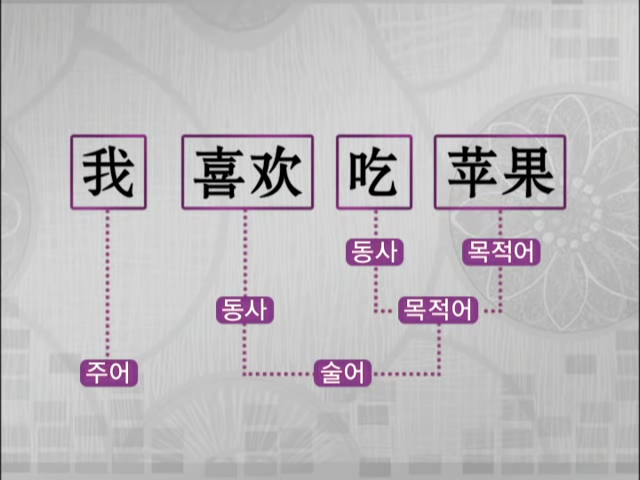 我 喜欢 吃 苹果
동사 목적어
동사 목적어
주어 술어